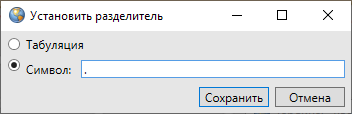 Установить разделитель
Табуляция
Символ: .
Сохранить Отмена